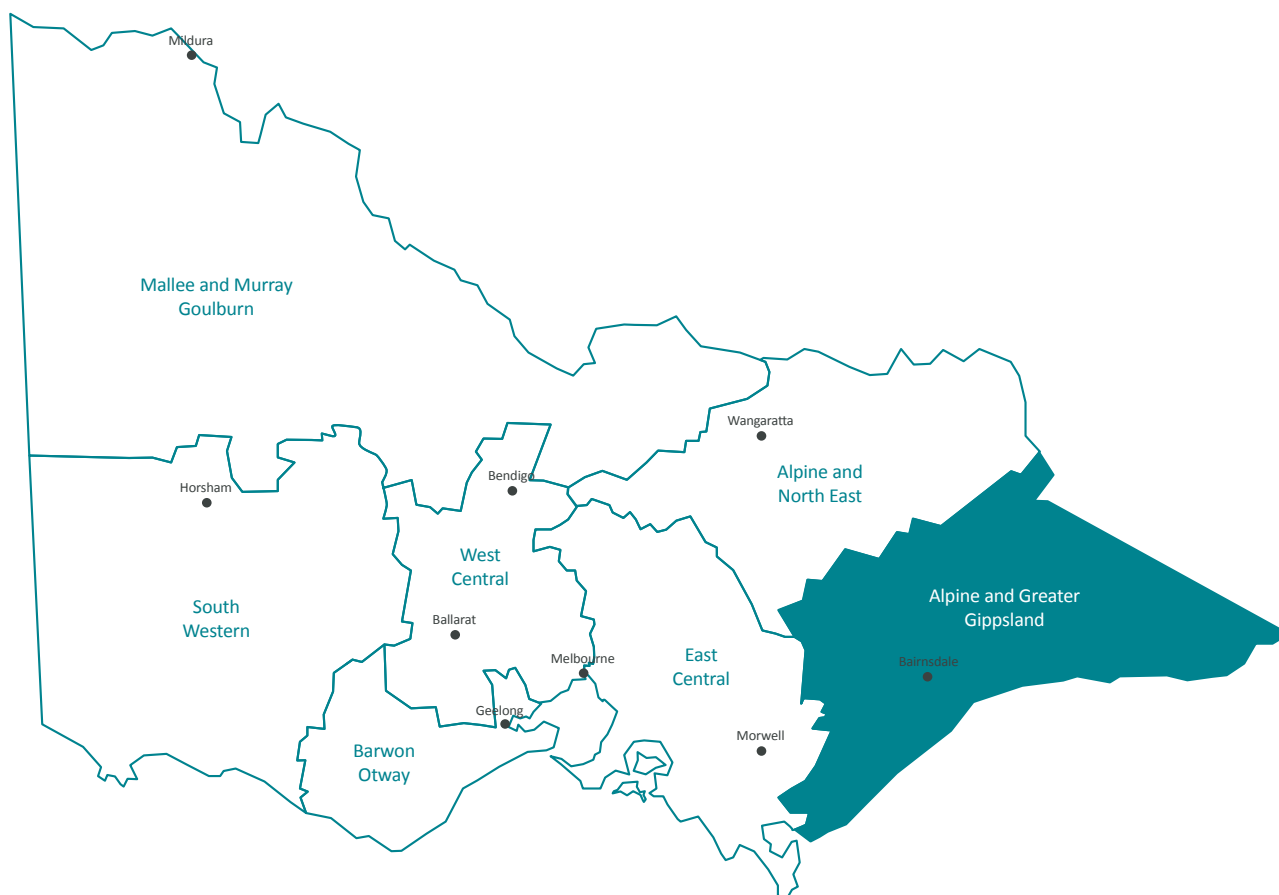 Mildura
Mallee and Murray
Goulburn
Wangaratta
Alpine and
North East
Horsham
Bendigo
West
Central
South
Western
Ballarat
Alpine and Greater
Gippsland
Melbourne
East
Central
Bairnsdale
Geelong
Barwon
Otway
Morwell